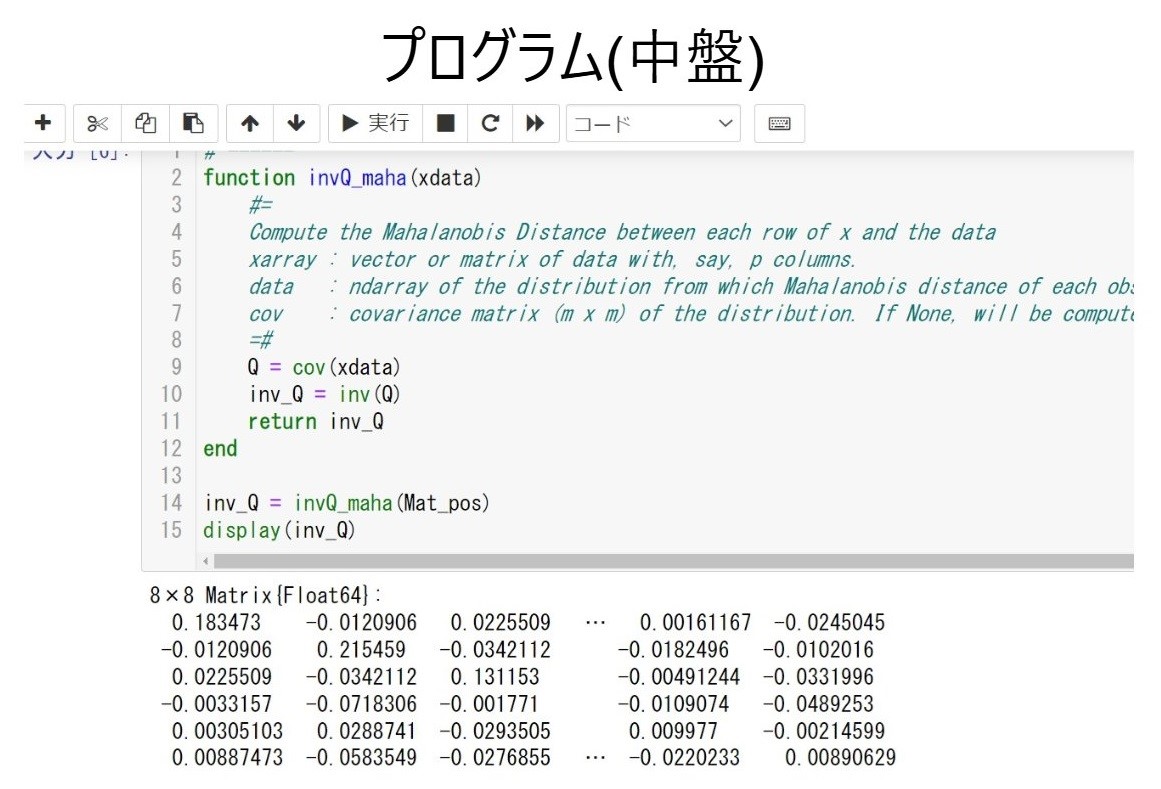 プログラム(中盤)
実行 コード
入力 [6]:
1 #
2 function invQ_maha(xdata)
3 #=
4 Compute the Mahalanobis Distance between each row of x and the data
5 xarray : vector or matrix of data with, say, p columns.
6 data : ndarray of the distribution from which Mahalanobis distance of each obs
7 cov : covariance matrix (m x m) of the distribution. If None, will be compute
8 =#
9 Q = cov(xdata)
10 inv_Q = inv(Q)
11 return inv_Q
12 end
13
14 inv_Q = invQ_maha(Mat_pos)
15 display(inv_Q)
8×8 Matrix{Float64}:
0.183473 -0.0120906 0.0225509 … 0.00161167 -0.0245045
-0.0120906 0.215459 -0.0342112 -0.0182496 -0.0102016
0.0225509 -0.0342112 0.131153 -0.00491244 -0.0331996
-0.0033157 -0.0718306 -0.001771 -0.0109074 -0.0489253
0.00305103 0.0288741 -0.0293505 0.009977 -0.00214599
0.00887473 -0.0583549 -0.0276855 … -0.0220233 0.00890629